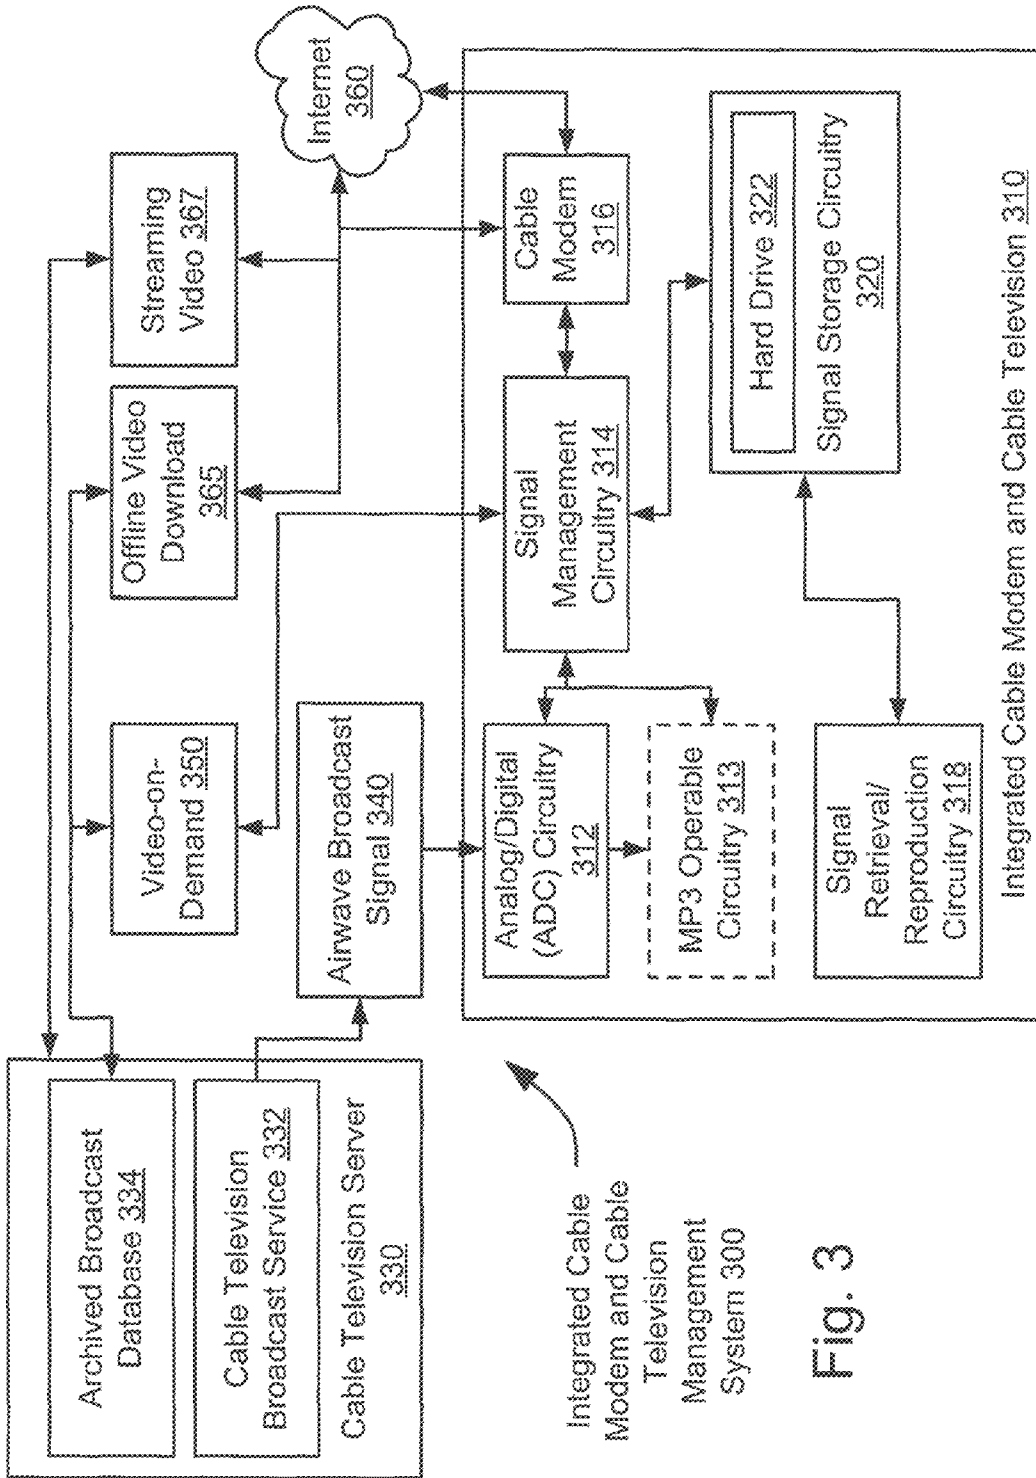 Archived Broadcast
Database 334
Cable Television
Broadcast Service 332
Cable Television Server
330
Video-on-
Demand 350
Offline Video
Download
365
Streaming
Video 367
Airwave Broadcast
Signal 340
Internet
360
Analog/Digital
(ADC) Circuitry
312
MP3 Operable
Circuitry 313
Signal
Management
Circuitry 314
Cable
Modem
316
Signal
Retrieval/
Reproduction
Circuitry 318
Hard Drive 322
Signal Storage Circuitry
320
Integrated Cable Modem and Cable Television 310
Integrated Cable
Modem and Cable
Television
Management
System 300
Fig. 3